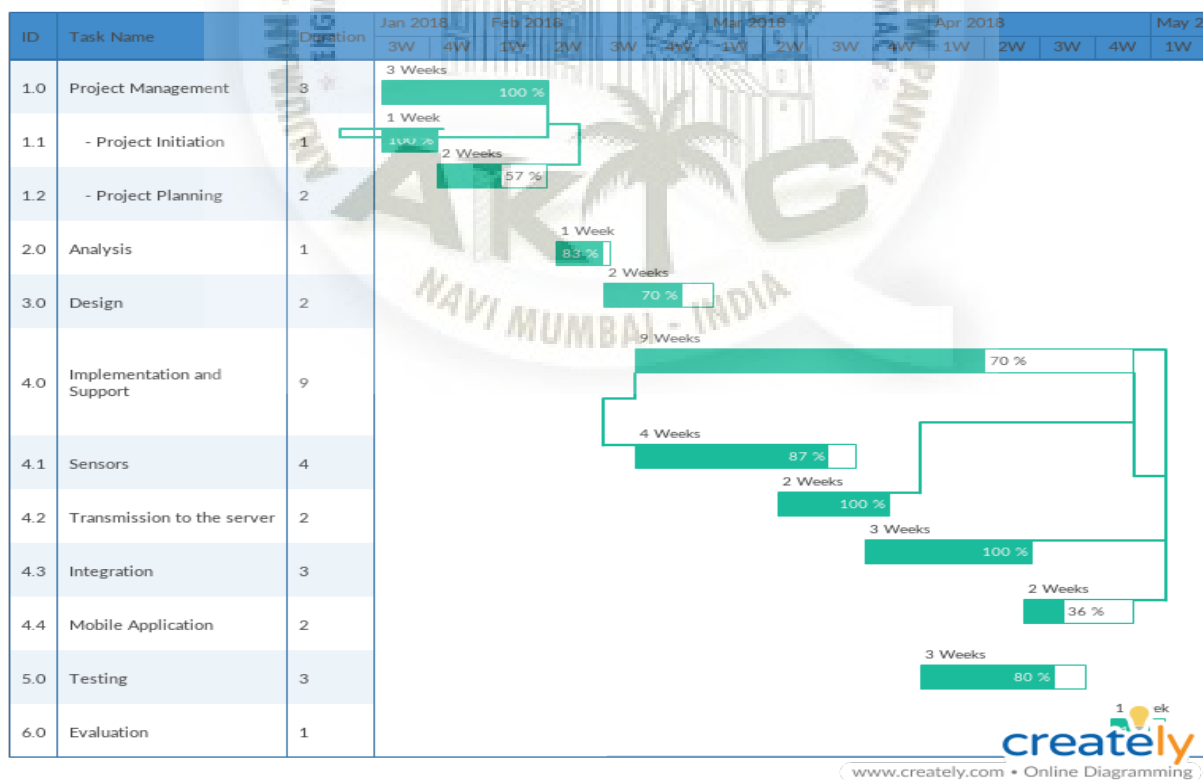 ID Task Name Duration Jan 2018 Feb 2018 Mar 2018 Apr 2018 May 2
3W 4W 1W 2W 3W 4W 1W 2W 3W 4W 1W 2W 3W 4W 1W
3 Weeks
1.0 Project Management 3 100 %
1 Week
1.1 - Project Initiation 1 100 %
2 Weeks
1.2 - Project Planning 2 57 %
1 Week
2.0 Analysis 1 83 %
2 Weeks
3.0 Design 2 70 %
9 Weeks
70 %
4.0 Implementation and
Support 9
4 Weeks
4.1 Sensors 4 87 %
2 Weeks
4.2 Transmission to the server 2 100 %
3 Weeks
4.3 Integration 3 100 %
2 Weeks
4.4 Mobile Application 2 36 %
3 Weeks
5.0 Testing 3 80 %
6.0 Evaluation 1
AKTC
NAVI MUMBAI - INDIA
creately
www.creately.com • Online Diagramming